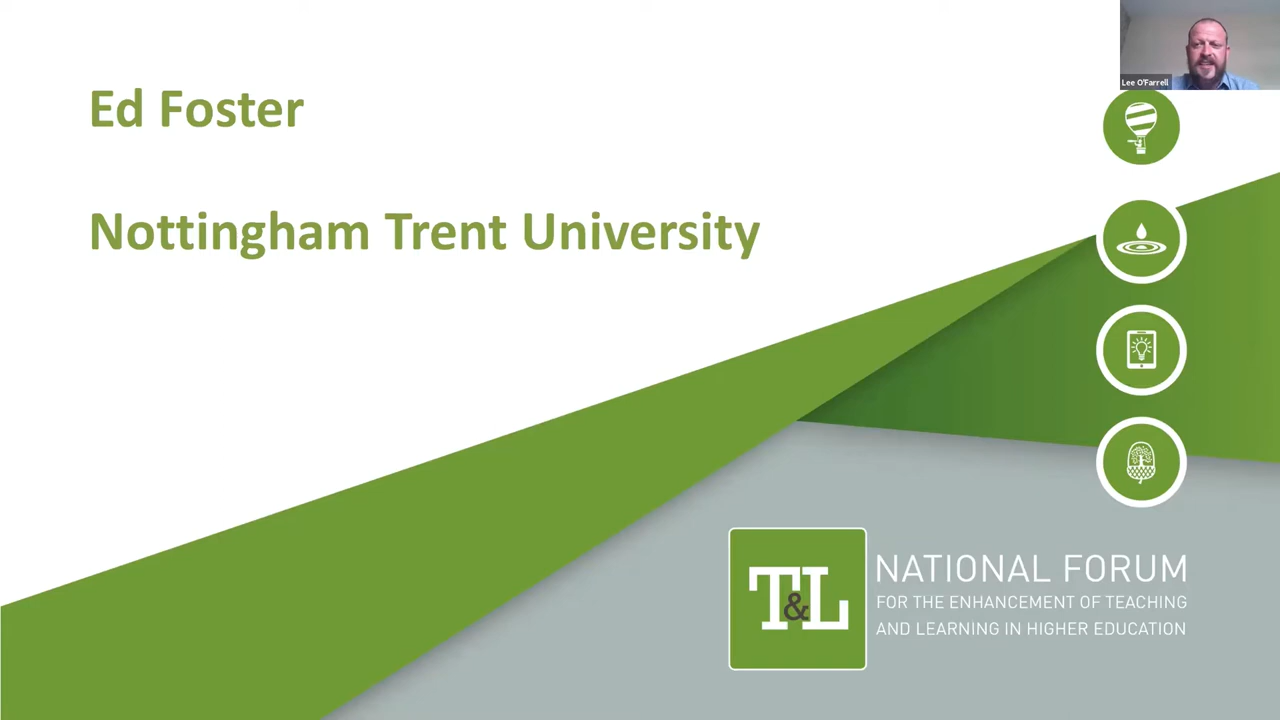 Ed Foster
Nottingham Trent University
Lee O'Farrell
T&L
NATIONAL FORUM
FOR THE ENHANCEMENT OF TEACHING
AND LEARNING IN HIGHER EDUCATION